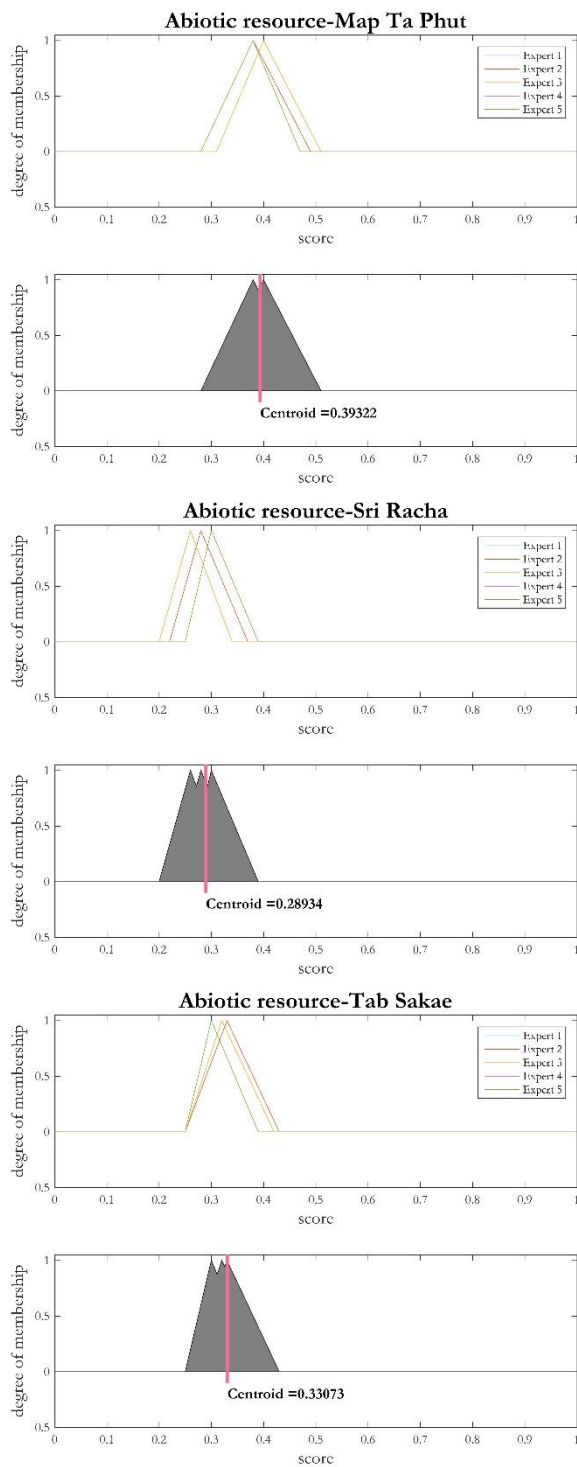 Abiotic resource-Map Ta Phut
degree of membership
1
0.5
0
0.5
Expert 1
Expert 2
Expert 3
Expert 4
Expert 5
0 0.1 0.2 0.3 0.4 0.5 0.6 0.7 0.8 0.9 1
score
degree of membership
1
0.5
0
0.5
Centroid =0.39322
0 0.1 0.2 0.3 0.4 0.5 0.6 0.7 0.8 0.9 1
score
Abiotic resource-Sri Racha
degree of membership
1
0.5
0
0.5
Expert 1
Expert 2
Expert 3
Expert 4
Expert 5
0 0.1 0.2 0.3 0.4 0.5 0.6 0.7 0.8 0.9 1
score
degree of membership
1
0.5
0
0.5
Centroid =0.28934
0 0.1 0.2 0.3 0.4 0.5 0.6 0.7 0.8 0.9 1
score
Abiotic resource-Tab Sakae
degree of membership
1
0.5
0
0.5
Expert 1
Expert 2
Expert 3
Expert 4
Expert 5
0 0.1 0.2 0.3 0.4 0.5 0.6 0.7 0.8 0.9 1
score
degree of membership
1
0.5
0
0.5
Centroid =0.33073
0 0.1 0.2 0.3 0.4 0.5 0.6 0.7 0.8 0.9 1
score